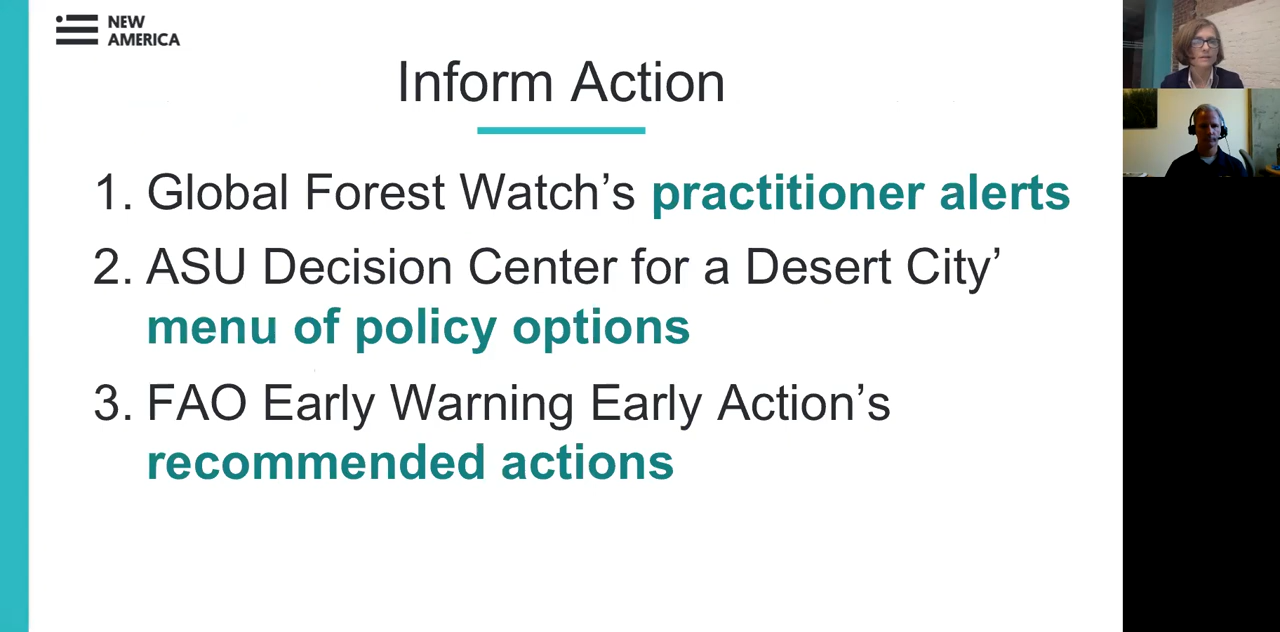 NEW
AMERICA
Inform Action
1. Global Forest Watch’s practitioner alerts
2. ASU Decision Center for a Desert City’
menu of policy options
3. FAO Early Warning Early Action’s
recommended actions